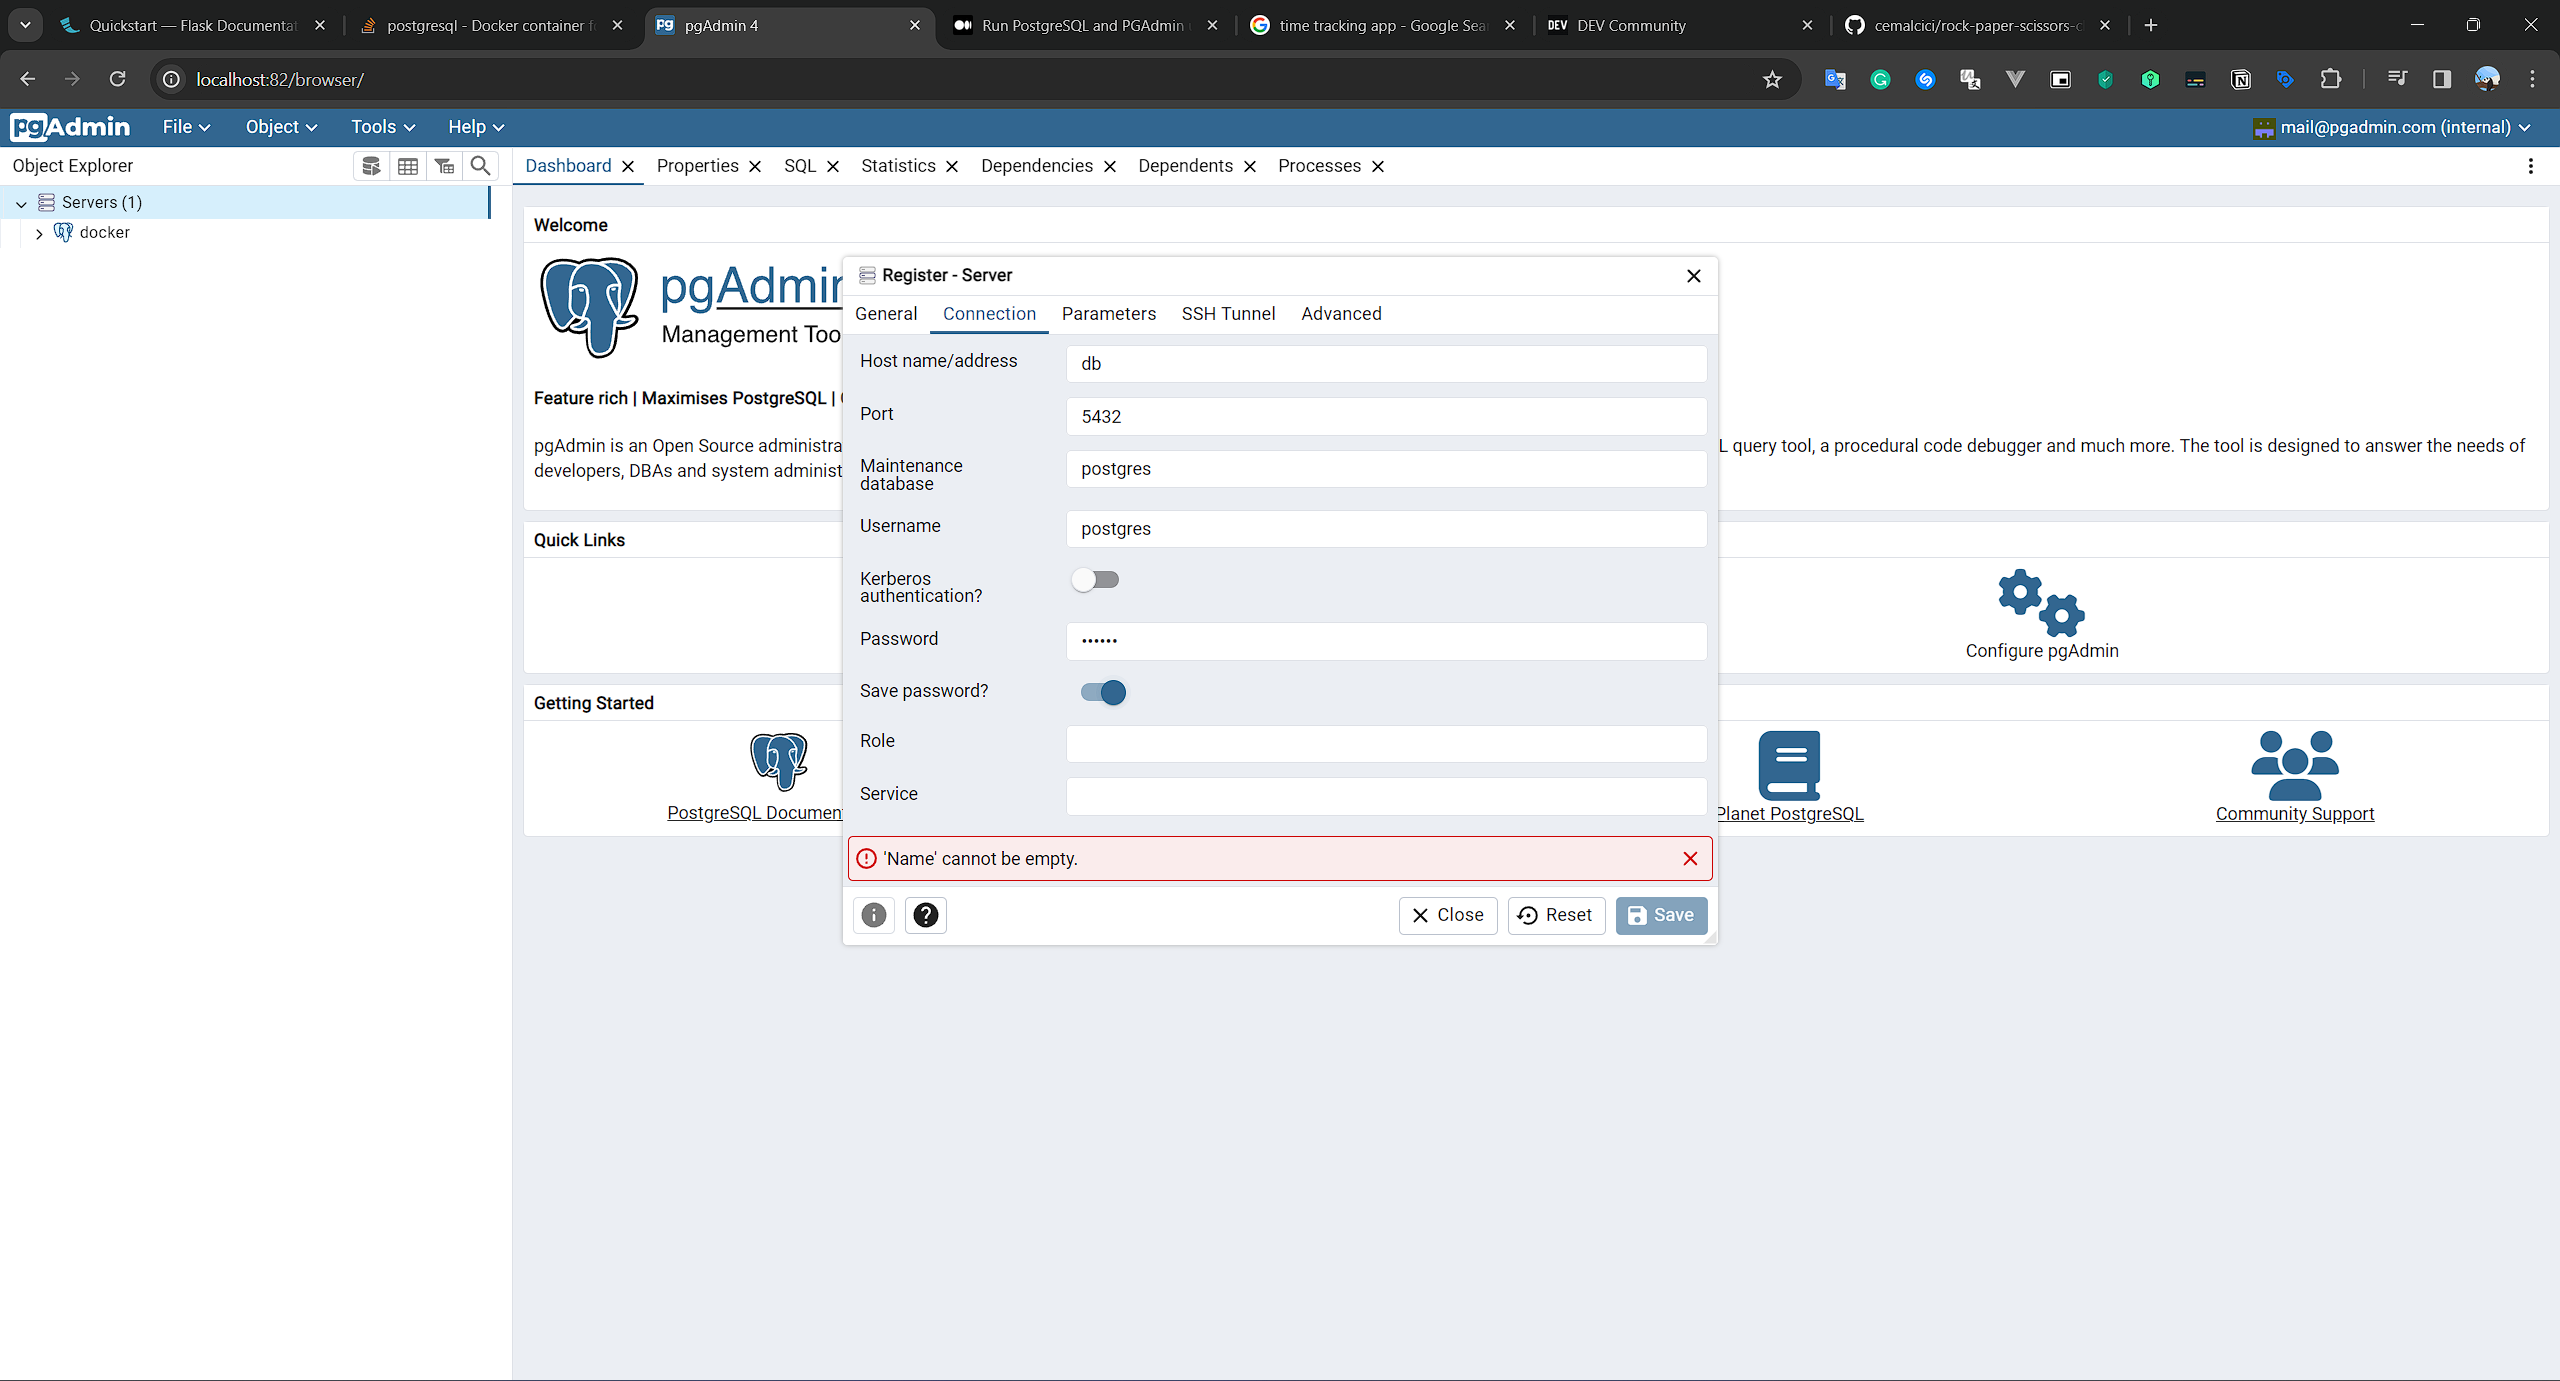 Quickstart — Flask Documentat
postgresql - Docker container f
pgAdmin 4
Run PostgreSQL and PGAdmin
time tracking app - Google Sea
DEV Community
cemalcici/rock-paper-scissors-c
localhost:82/browser/
pgAdmin
File
Object
Tools
Help
mail@pgadmin.com (internal)
Object Explorer
Dashboard
Properties
SQL
Statistics
Dependencies
Dependents
Processes
Servers (1)
docker
Welcome
pgAdmin
Management Too
Feature rich | Maximises PostgreSQL |
pgAdmin is an Open Source administra
L query tool, a procedural code debugger and much more. The tool is designed to answer the needs of
developers, DBAs and system administ
Quick Links
Configure pgAdmin
Getting Started
PostgreSQL Document
Planet PostgreSQL
Community Support
Register - Server
General
Connection
Parameters
SSH Tunnel
Advanced
Host name/address
db
Port
5432
Maintenance
database
postgres
Username
postgres
Kerberos
authentication?
Password
••••••
Save password?
Role
Service
'Name' cannot be empty.
Close
Reset
Save